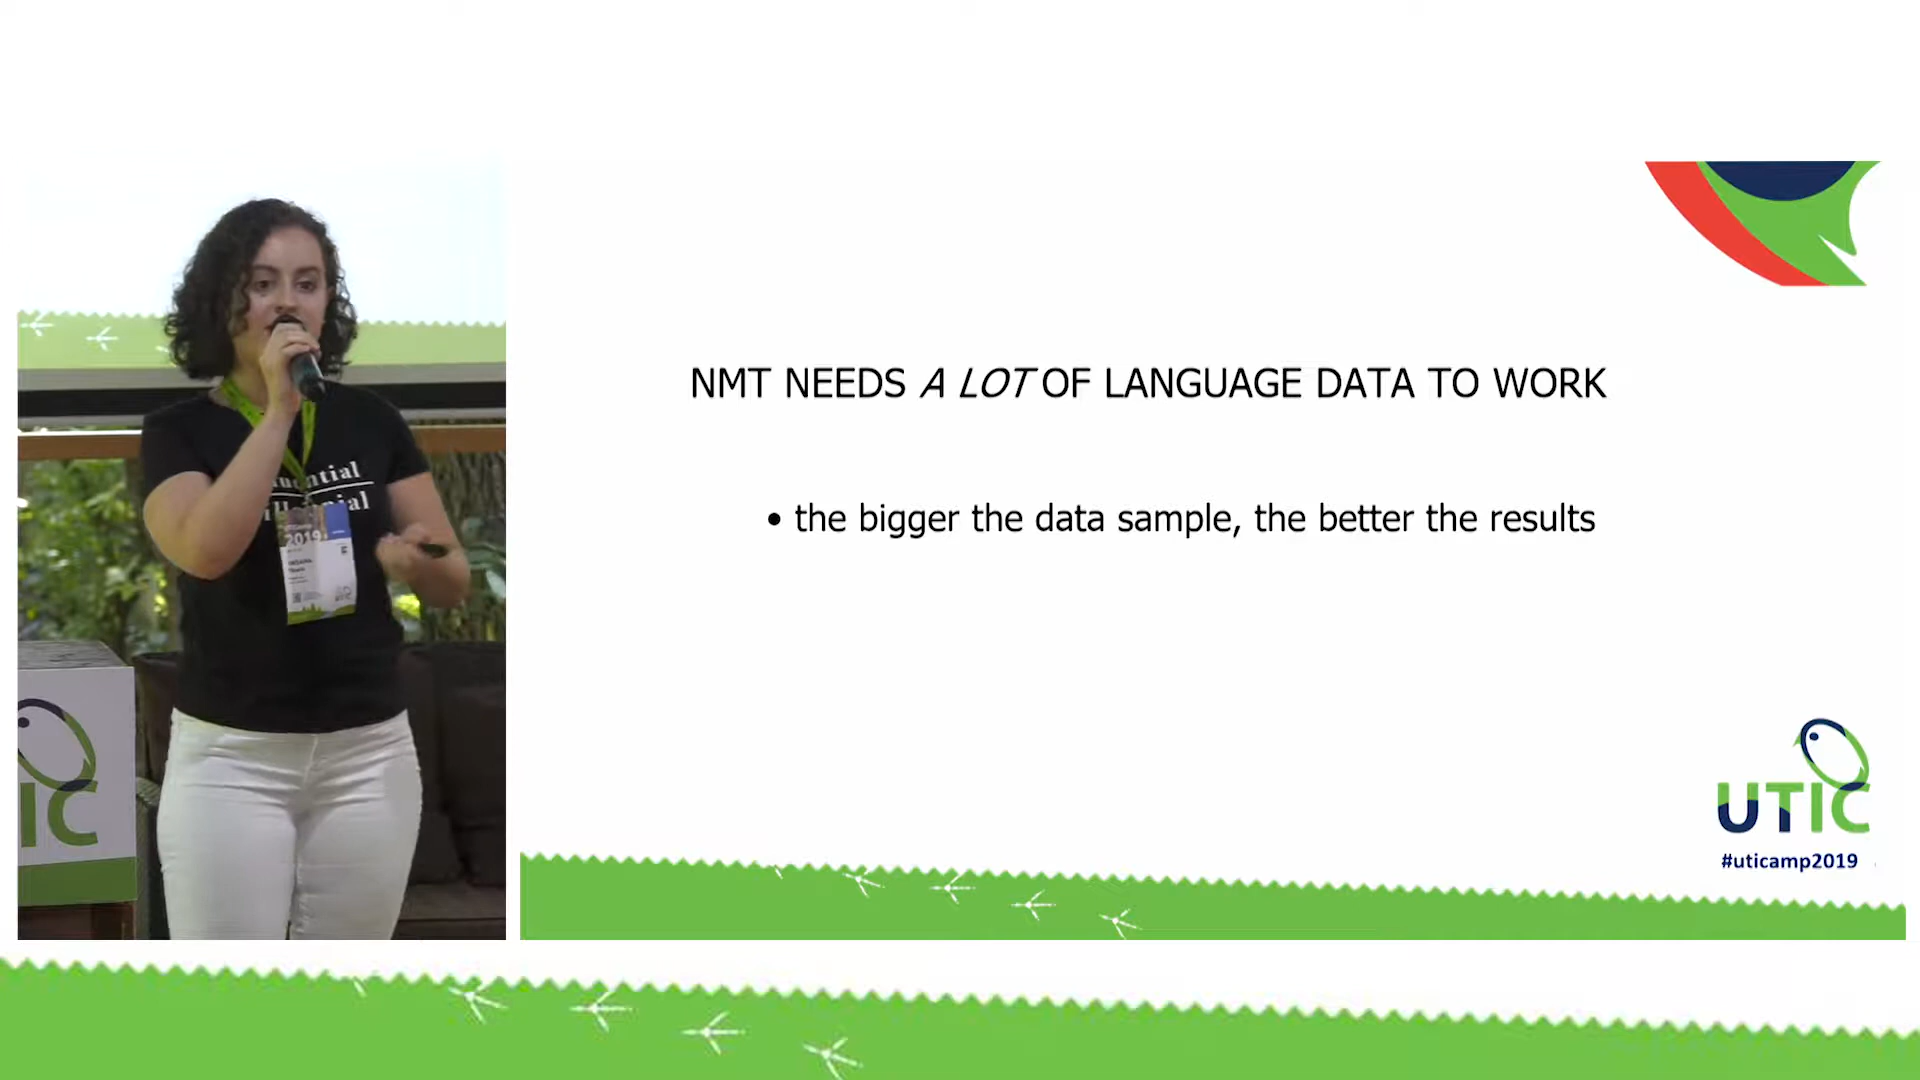 NMT NEEDS A LOT OF LANGUAGE DATA TO WORK
• the bigger the data sample, the better the results
UTIC
#uticamp2019
2019
IC